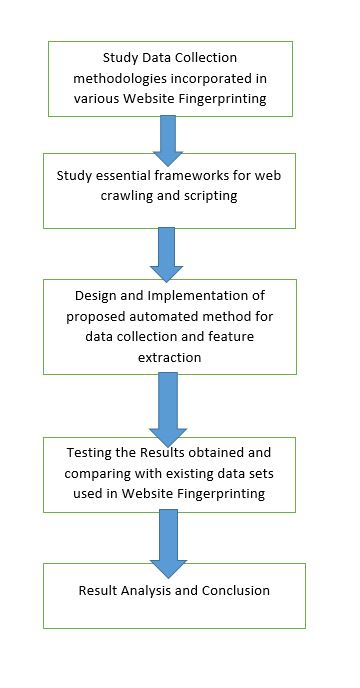 Study Data Collection
methodologies incorporated in
various Website Fingerprinting
Study essential frameworks for web
crawling and scripting
Design and Implementation of
proposed automated method for
data collection and feature
extraction
Testing the Results obtained and
comparing with existing data sets
used in Website Fingerprinting
Result Analysis and Conclusion